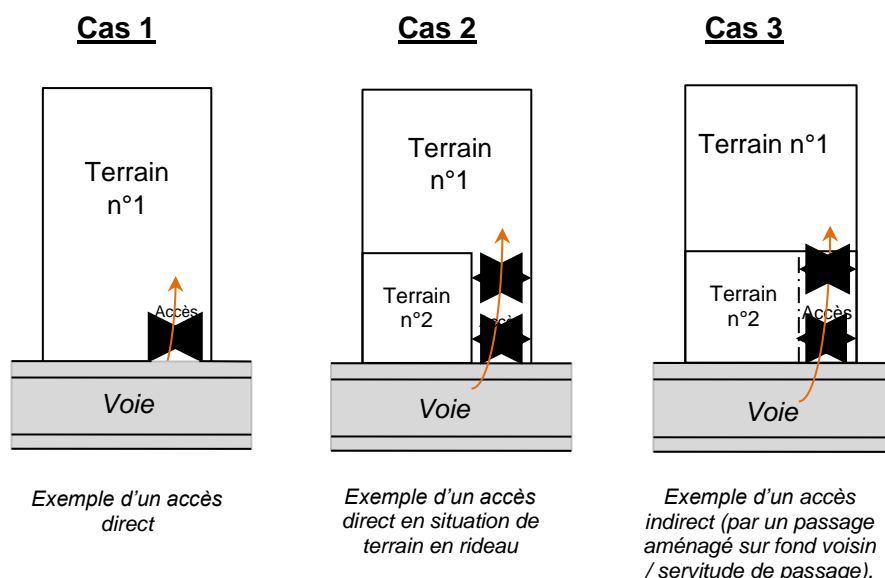 Cas 1
Cas 2
Cas 3
Terrain
n°1
Accès
Voie
Terrain
n°1
Terrain
n°2
Accès
Voie
Terrain n°1
Terrain
n°2
Accès
Voie
Exemple d'un accès
direct
Exemple d'un accès
direct en situation de
terrain en rideau
Exemple d'un accès
indirect (par un passage
aménagé sur fond voisin
/ servitude de passage).